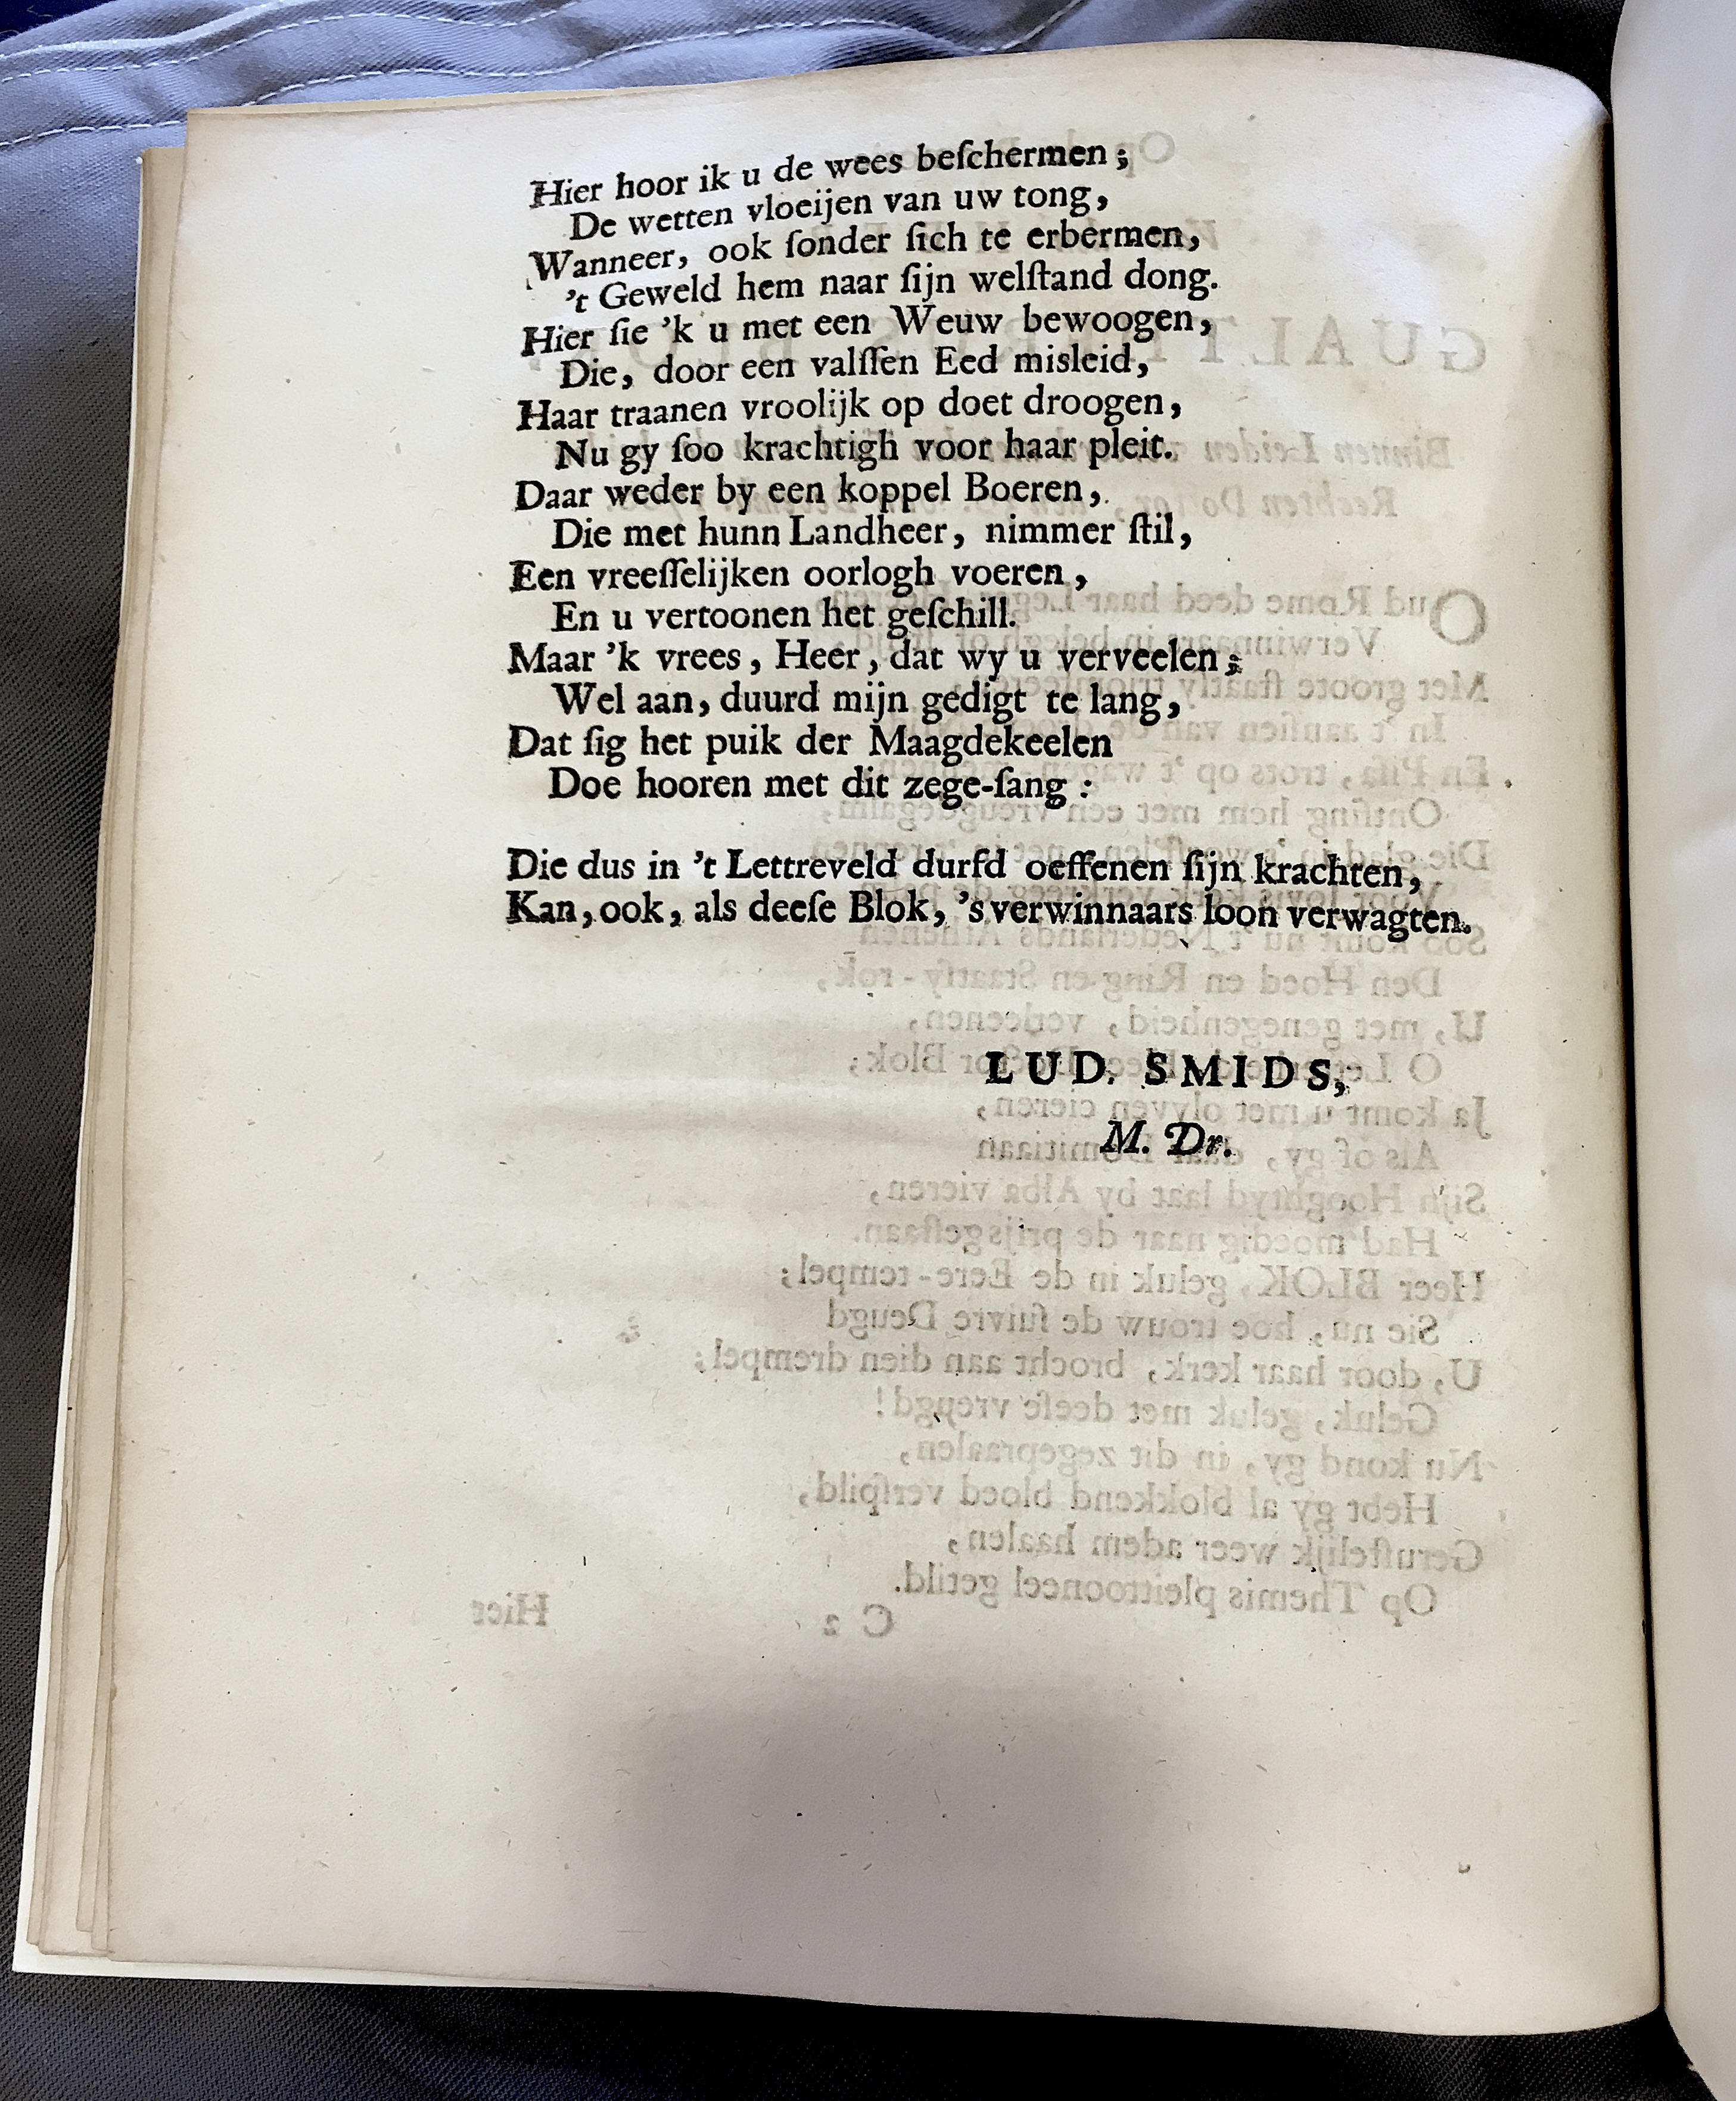 Hier hoor ik u de wees beſchermen;
De wetten vloeijen van uw tong,
Wanneer, ook ſonder ſich te erbermen,
't Geweld hem naar ſijn welſtand dong.
Hier ſie 'k u met een Weuw bewoogen,
Die, door een valſſen Eed misleid,
Haar traanen vroolijk op doet droogen,
Nu gy ſoo krachtigh voor haar pleit.
Daar weder by een koppel Boeren,
Die met hunn Landheer, nimmer ſtil,
Een vreeſſelijken oorlogh voeren,
En u vertoonen het geſchill.
Maar 'k vrees, Heer, dat wy u verveelen;
Wel aan, duurd mijn gedigt te lang,
Dat ſig het puik der Maagdekeelen
Doe hooren met dit zege-ſang:
Die dus in 't Lettreveld durfd oeffenen ſijn krachten,
Kan, ook, als deeſe Blok, 's verwinnaars loon verwagten.
LUD. SMIDS,
M. Dr.